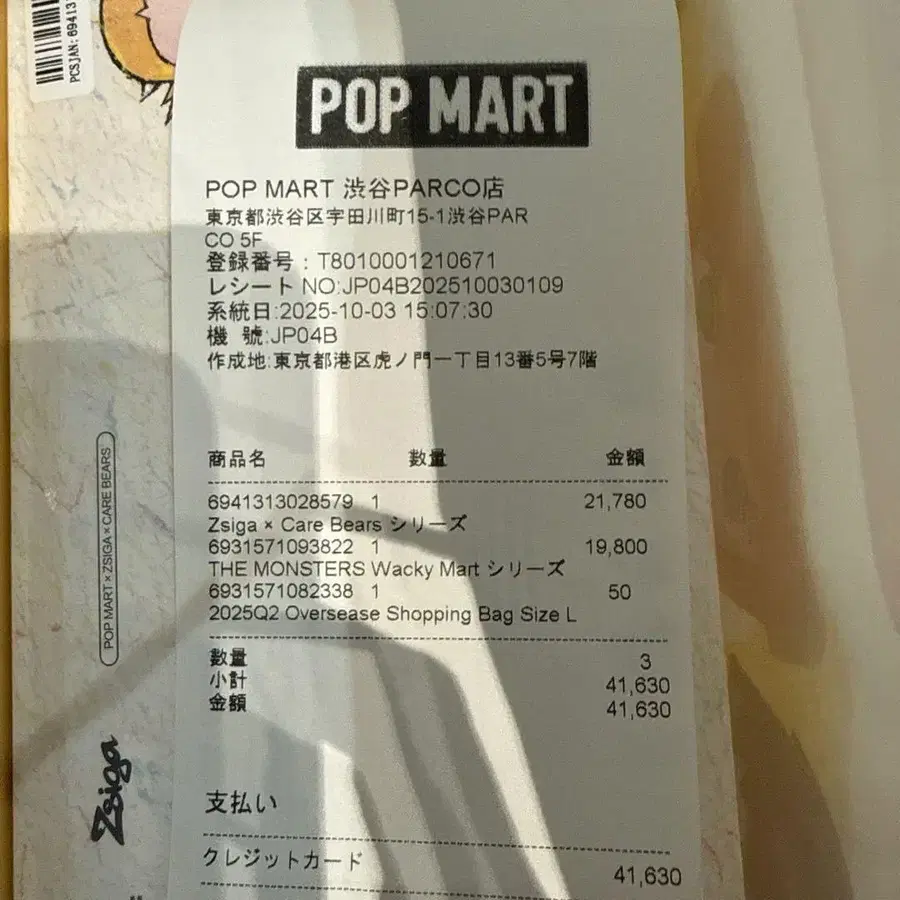 PCSJAN:69413
POP MART
POP MART 渋谷PARCO店
東京都渋谷区宇田川町15-1渋谷PAR
CO 5F
登録番号：T8010001210671
レシート NO:JP04B202510030109
系統日:2025-10-03 15:07:30
機 號:JP04B
作成地:東京都港区虎ノ門一丁目13番5号7階
商品名 数量 金額
6941313028579 1 21,780
Zsiga × Care Bears シリーズ
6931571093822 1 19,800
THE MONSTERS Wacky Mart シリーズ
6931571082338 1 50
2025Q2 Oversease Shopping Bag Size L
数量 3
小計 41,630
金額 41,630
支払い
クレジットカード 41,630
POP MART × ZSIGA × CARE BEARS
Zsiga